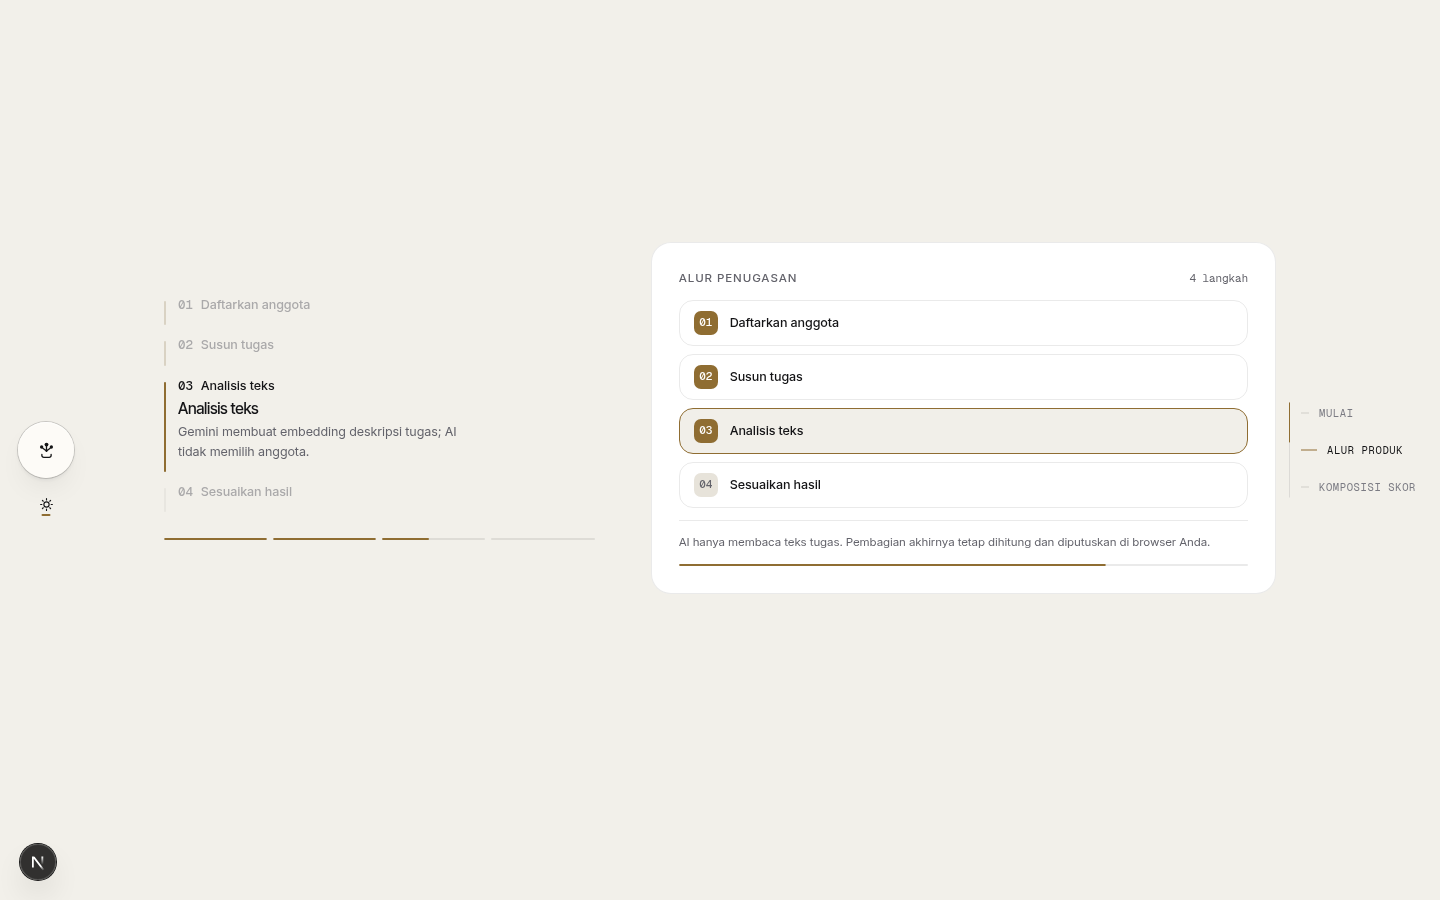 01 Daftarkan anggota
02 Susun tugas
03 Analisis teks
Analisis teks
Gemini membuat embedding deskripsi tugas; AI
tidak memilih anggota.
04 Sesuaikan hasil
ALUR PENUGASAN
4 langkah
01 Daftarkan anggota
02 Susun tugas
03 Analisis teks
04 Sesuaikan hasil
AI hanya membaca teks tugas. Pembagian akhirnya tetap dihitung dan diputuskan di browser Anda.
MULAI
ALUR PRODUK
KOMPOSISI SKOR
N